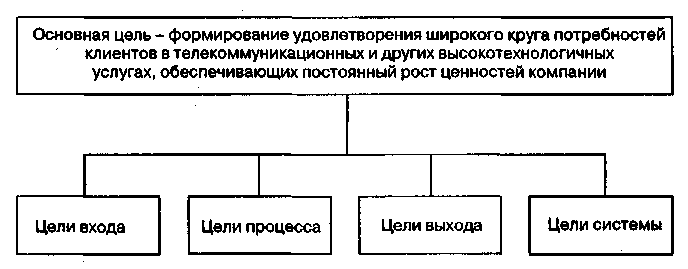 Основная цель – формирование удовлетворения широкого круга потребностей
клиентов в телекоммуникационных и других высокотехнологичных
услугах, обеспечивающих постоянный рост ценностей компании
Цели входа
Цели процесса
Цели выхода
Цели системы